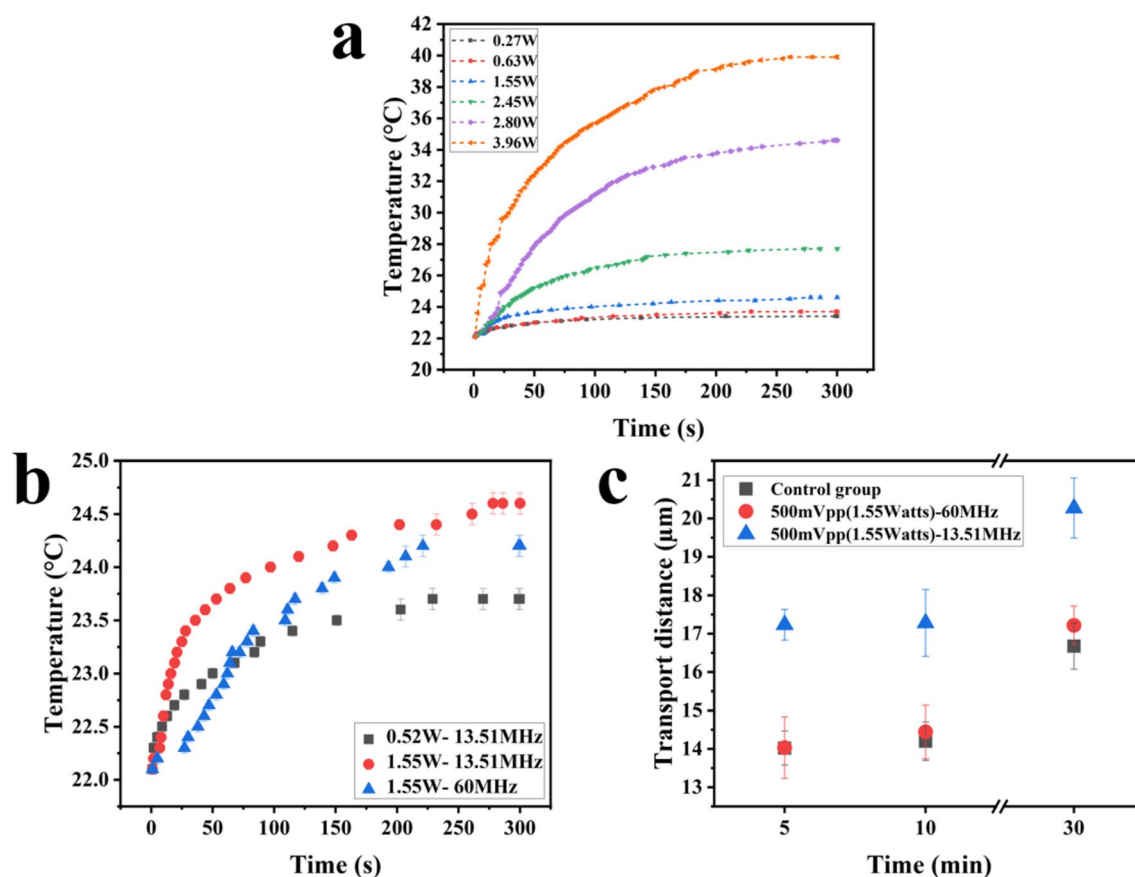 a
42
40
38
36
34
32
30
28
26
24
22
20
Temperature (°C)
0.27W
0.63W
1.55W
2.45W
2.80W
3.96W
0 50 100 150 200 250 300
Time (s)
b
25.0
24.5
24.0
23.5
23.0
22.5
22.0
Temperature (°C)
0.52W- 13.51MHz
1.55W- 13.51MHz
1.55W- 60MHz
0 50 100 150 200 250 300
Time (s)
c
21
20
19
18
17
16
15
14
13
Transport distance (μm)
Control group
500mVpp(1.55Watts)-60MHz
500mVpp(1.55Watts)-13.51MHz
5 10 30
Time (min)